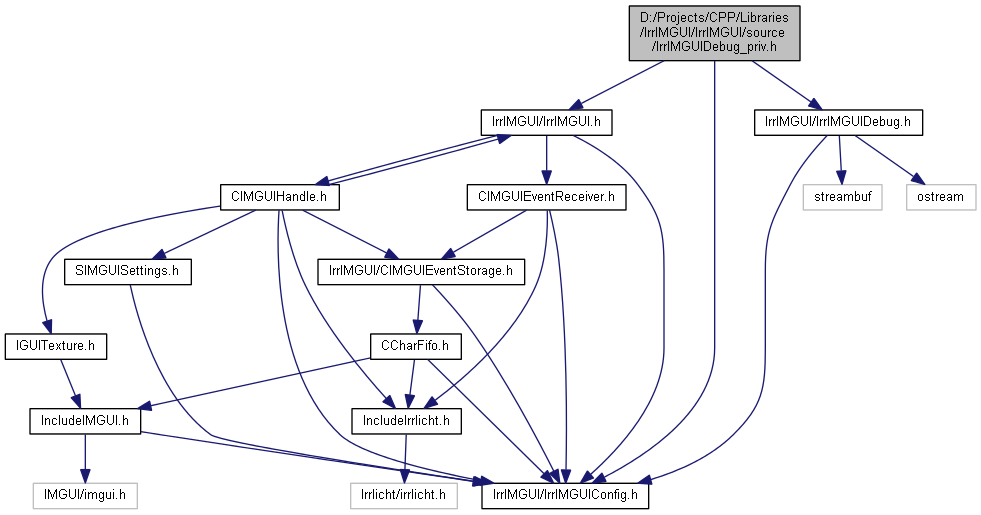 D:/Projects/CPP/Libraries
/IrrIMGUI/IrrIMGUI/source
/IrrIMGUIDebug_priv.h
IrrIMGUI/IrrIMGUI.h
IrrIMGUI/IrrIMGUIDebug.h
CIMGUIHandle.h
CIMGUIEventReceiver.h
streambuf
ostream
SIMGUISettings.h
IrrIMGUI/CIMGUIEventStorage.h
IGUITexture.h
CCharFifo.h
IncludeIMGUI.h
IncludeIrrlicht.h
IMGUI/imgui.h
Irrlicht/irrlicht.h
IrrIMGUI/IrrIMGUIConfig.h